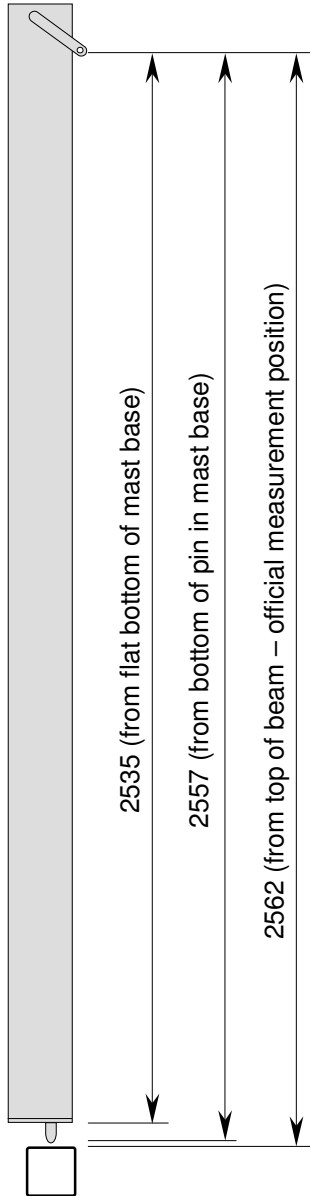 2535 (from flat bottom of mast base)
2557 (from bottom of pin in mast base)
2562 (from top of beam – official measurement position)